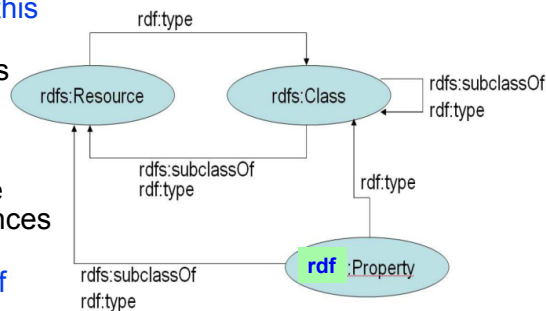 this
rdf:type
s
rdfs:Resource
rdfs:Class
rdfs:subclassOf
rdf:type
rdfs:subclassOf
rdf:type
rdf:type
e
nces
rdf :Property
f
rdfs:subclassOf
rdf:type